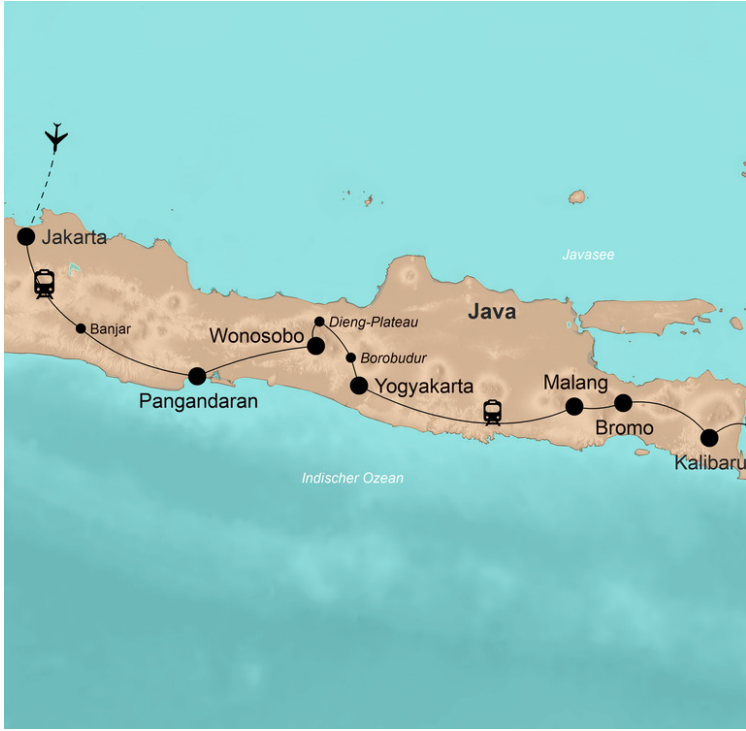 Jakarta
Javasee
Banjar
Dieng-Plateau
Java
Wonosobo
Borobudur
Pangandaran
Yogyakarta
Malang
Bromo
Kalibaru
Indischer Ozean